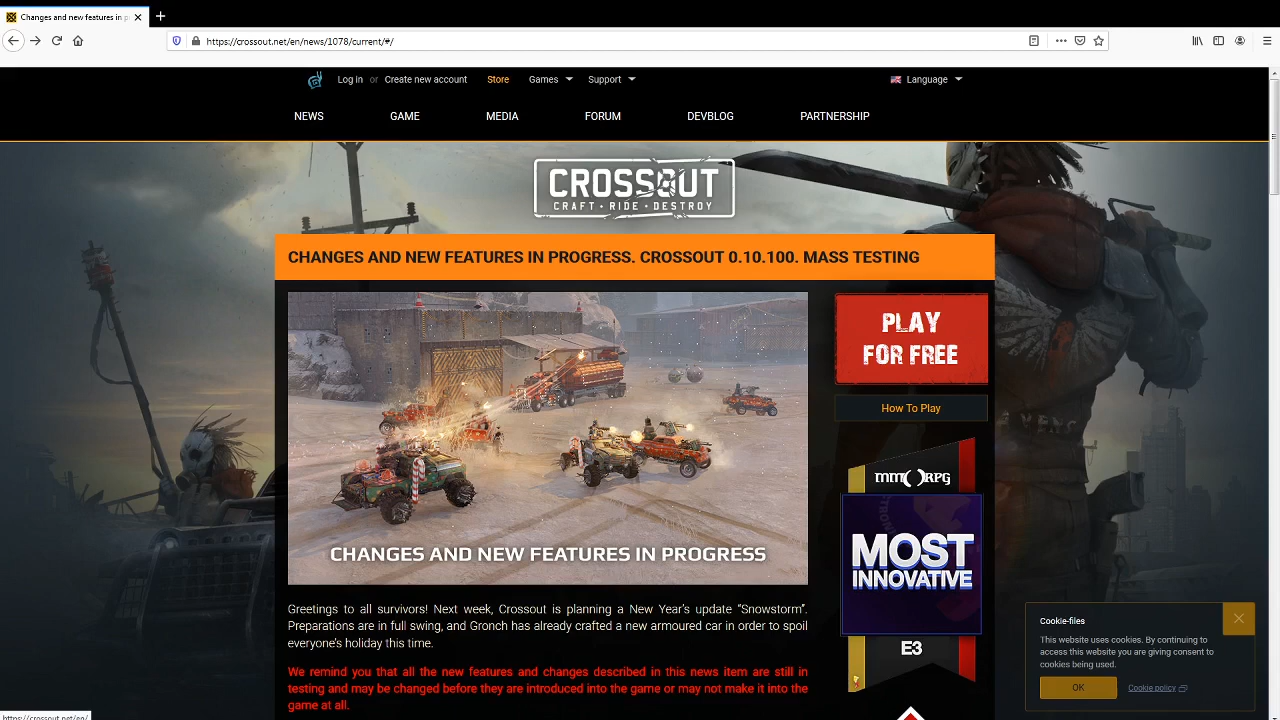 Changes and new features in p
https://crossout.net/en/news/1078/current/#/
Log in or Create new account Store Games Support Language
NEWS GAME MEDIA FORUM DEVBLOG PARTNERSHIP
CROSSOUT
CRAFT • RIDE • DESTROY
CHANGES AND NEW FEATURES IN PROGRESS. CROSSOUT 0.10.100. MASS TESTING
CHANGES AND NEW FEATURES IN PROGRESS
Greetings to all survivors! Next week, Crossout is planning a New Year's update “Snowstorm”.
Preparations are in full swing, and Gronch has already crafted a new armoured car in order to spoil
everyone's holiday this time.
We remind you that all the new features and changes described in this news item are still in
testing and may be changed before they are introduced into the game or may not make it into the
game at all.
PLAY
FOR FREE
How To Play
MMORPG
MOST
INNOVATIVE
E3
Cookie-files
This website uses cookies. By continuing to
access this website you are giving consent to
cookies being used.
OK Cookie policy
https://crossout.net/en/